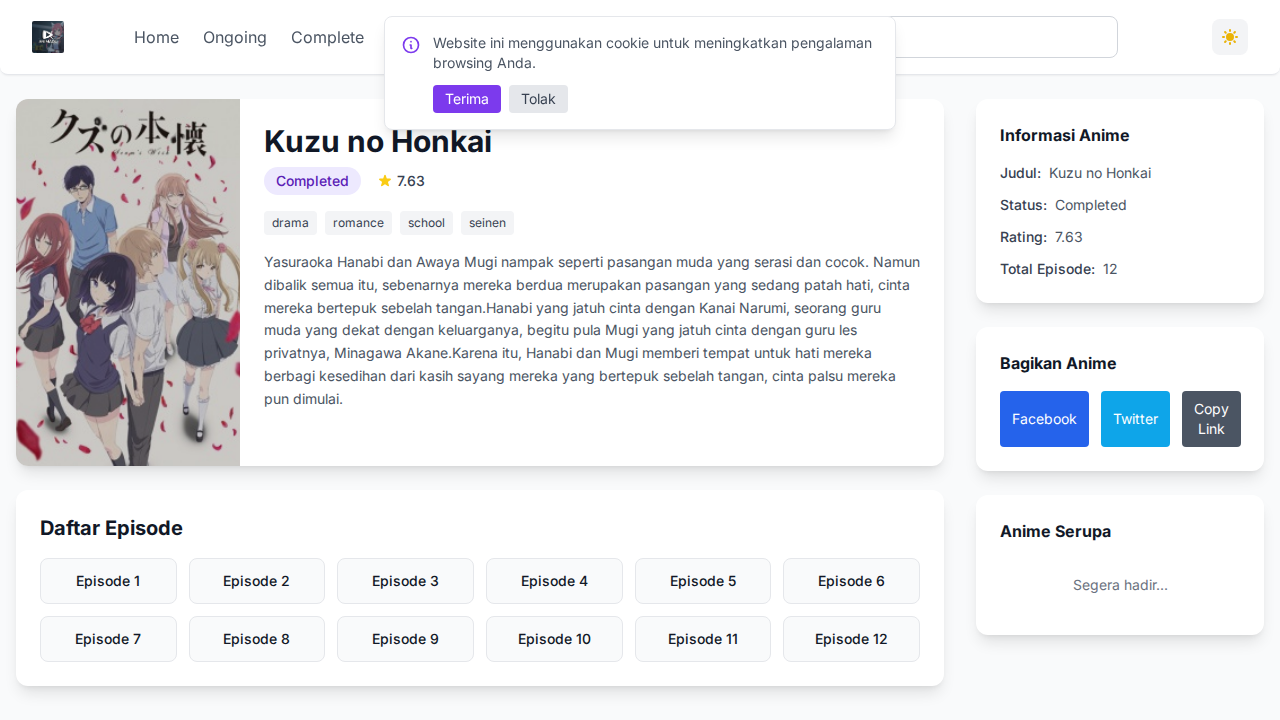 Home
Ongoing
Complete
Website ini menggunakan cookie untuk meningkatkan pengalaman
browsing Anda.
Terima
Tolak
クズの本懐
Scum's Wish
Kuzu no Honkai
Completed
7.63
drama
romance
school
seinen
Yasuraoka Hanabi dan Awaya Mugi nampak seperti pasangan muda yang serasi dan cocok. Namun
dibalik semua itu, sebenarnya mereka berdua merupakan pasangan yang sedang patah hati, cinta
mereka bertepuk sebelah tangan.Hanabi yang jatuh cinta dengan Kanai Narumi, seorang guru
muda yang dekat dengan keluarganya, begitu pula Mugi yang jatuh cinta dengan guru les
privatnya, Minagawa Akane.Karena itu, Hanabi dan Mugi memberi tempat untuk hati mereka
berbagi kesedihan dari kasih sayang mereka yang bertepuk sebelah tangan, cinta palsu mereka
pun dimulai.
Daftar Episode
Episode 1
Episode 2
Episode 3
Episode 4
Episode 5
Episode 6
Episode 7
Episode 8
Episode 9
Episode 10
Episode 11
Episode 12
Informasi Anime
Judul: Kuzu no Honkai
Status: Completed
Rating: 7.63
Total Episode: 12
Bagikan Anime
Facebook
Twitter
Copy
Link
Anime Serupa
Segera hadir...